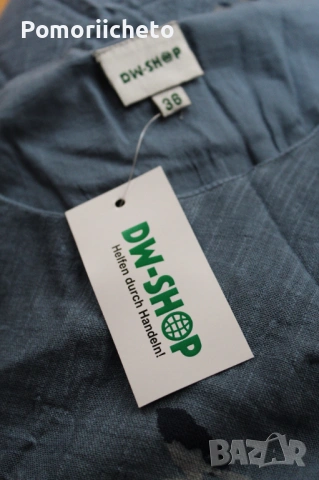 Pomoriicheto
DW-SHOP
38
DW-SHOP
Helfen durch Handeln!
BAZAR